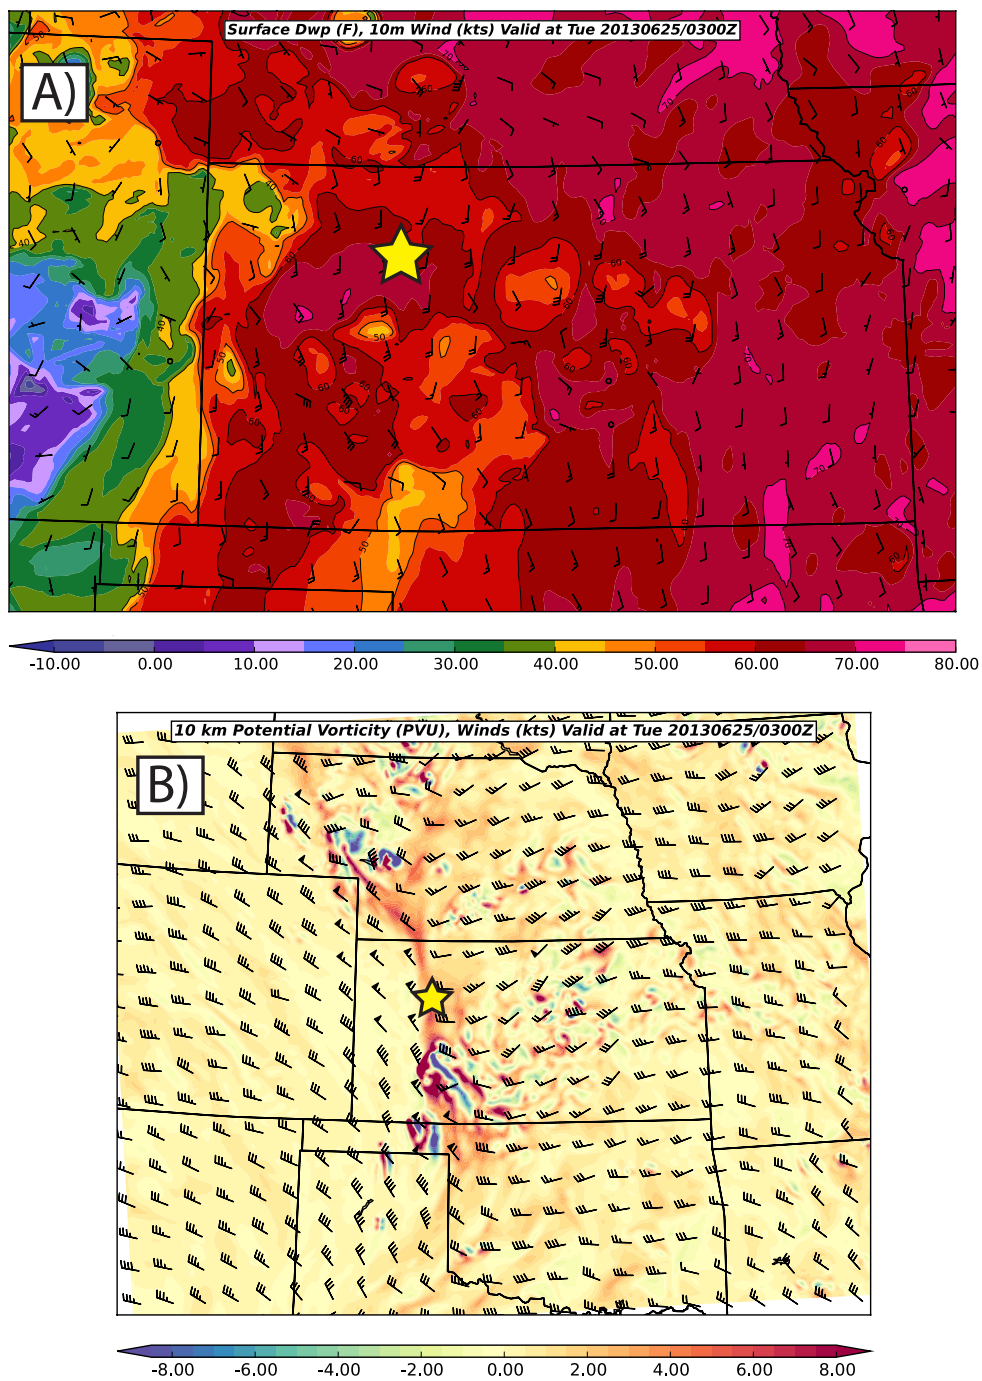 Surface Dwp (F), 10m Wind (kts) Valid at Tue 20130625/0300Z
A)
-10.00 0.00 10.00 20.00 30.00 40.00 50.00 60.00 70.00 80.00
10 km Potential Vorticity (PVU), Winds (kts) Valid at Tue 20130625/0300Z
B)
-8.00 -6.00 -4.00 -2.00 0.00 2.00 4.00 6.00 8.00